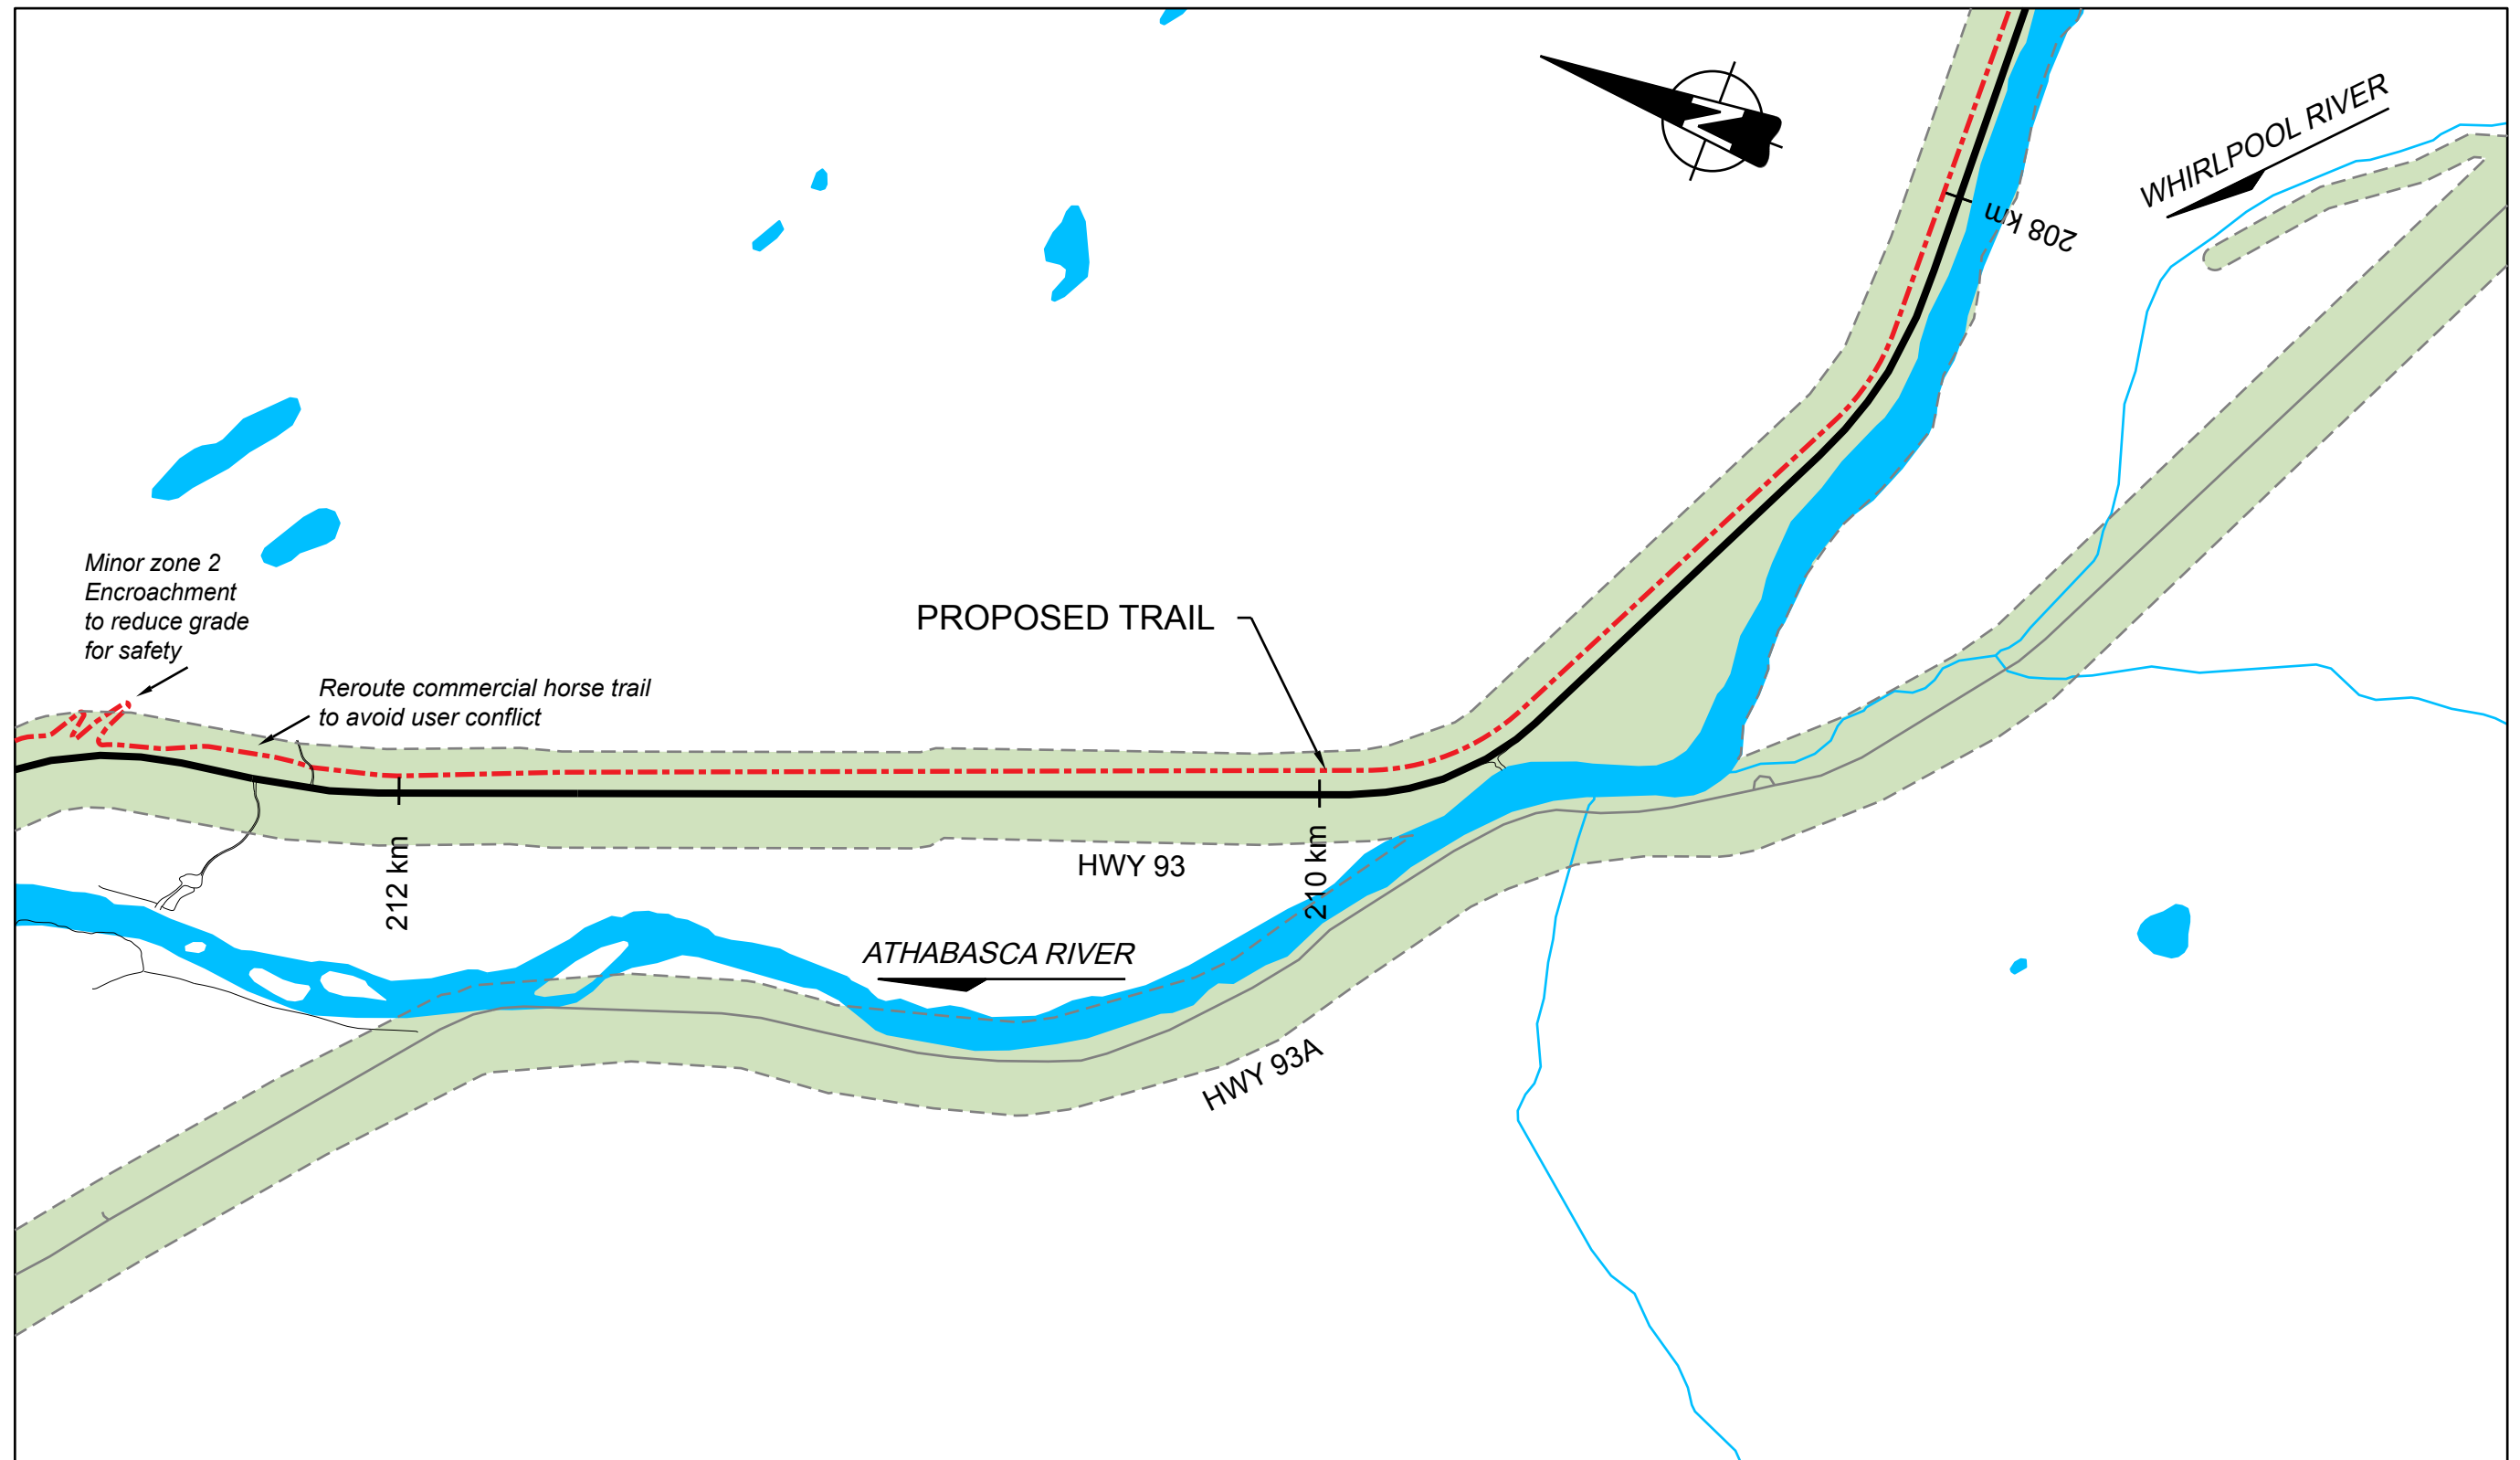 N
WHIRLPOOL RIVER
208 km
Minor zone 2
Encroachment
to reduce grade
for safety
PROPOSED TRAIL
Reroute commercial horse trail
to avoid user conflict
212 km
HWY 93
210 km
ATHABASCA RIVER
HWY 93A